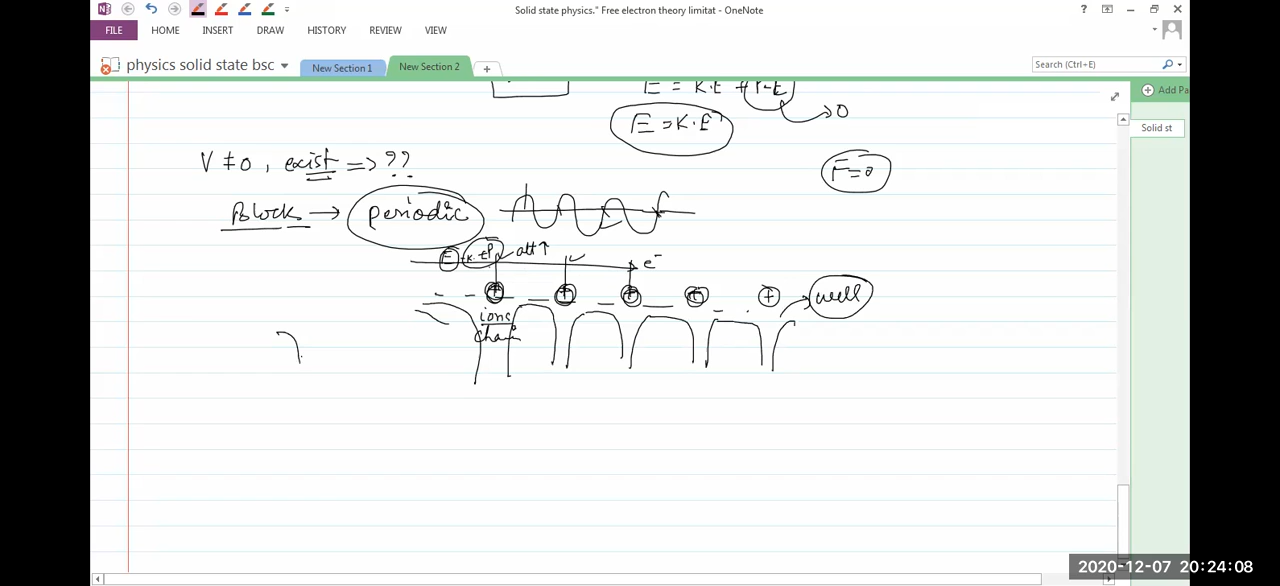 Solid state physics." Free electron theory limitat - OneNote
FILE HOME INSERT DRAW HISTORY REVIEW VIEW
physics solid state bsc New Section 1 New Section 2 +
Search (Ctrl+E)
Add Pa
Solid st
E = K.E + P.E
→ 0
E = K.E
V ≠ 0, exist => ??
F = 0
Block → periodic
att ↑
e⁻
+ + + + +
well
ions
2020-12-07 20:24:08